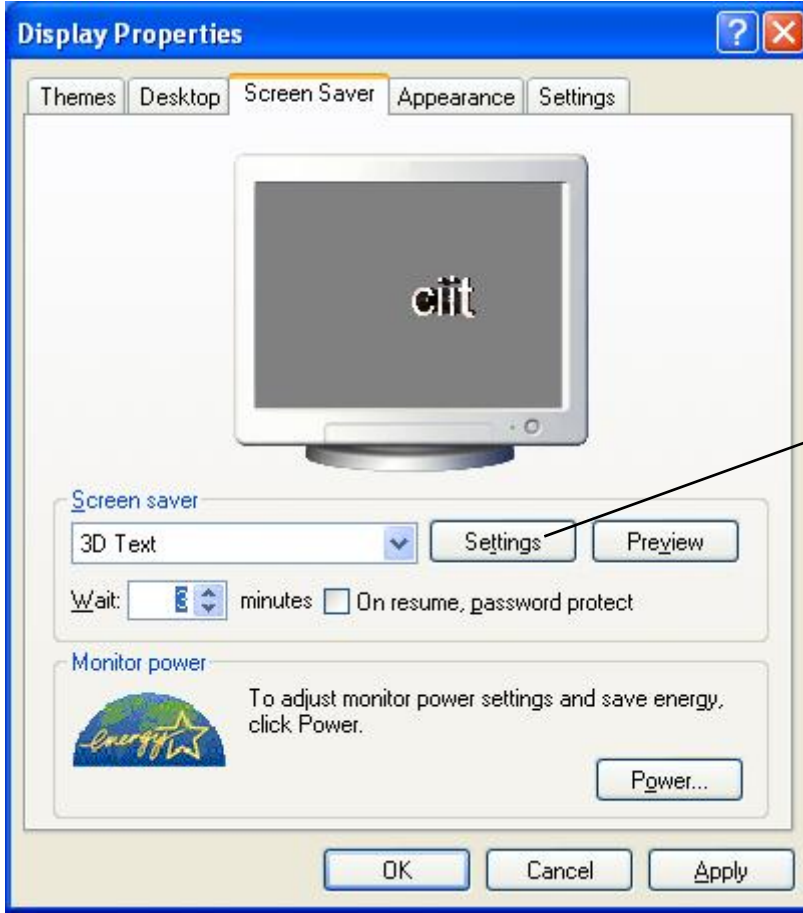 Display Properties
Themes Desktop Screen Saver Appearance Settings
ciit
Screen saver
3D Text Settings Preview
Wait: minutes On resume, password protect
Monitor power
To adjust monitor power settings and save energy,
click Power.
energy
Power...
OK Cancel Apply